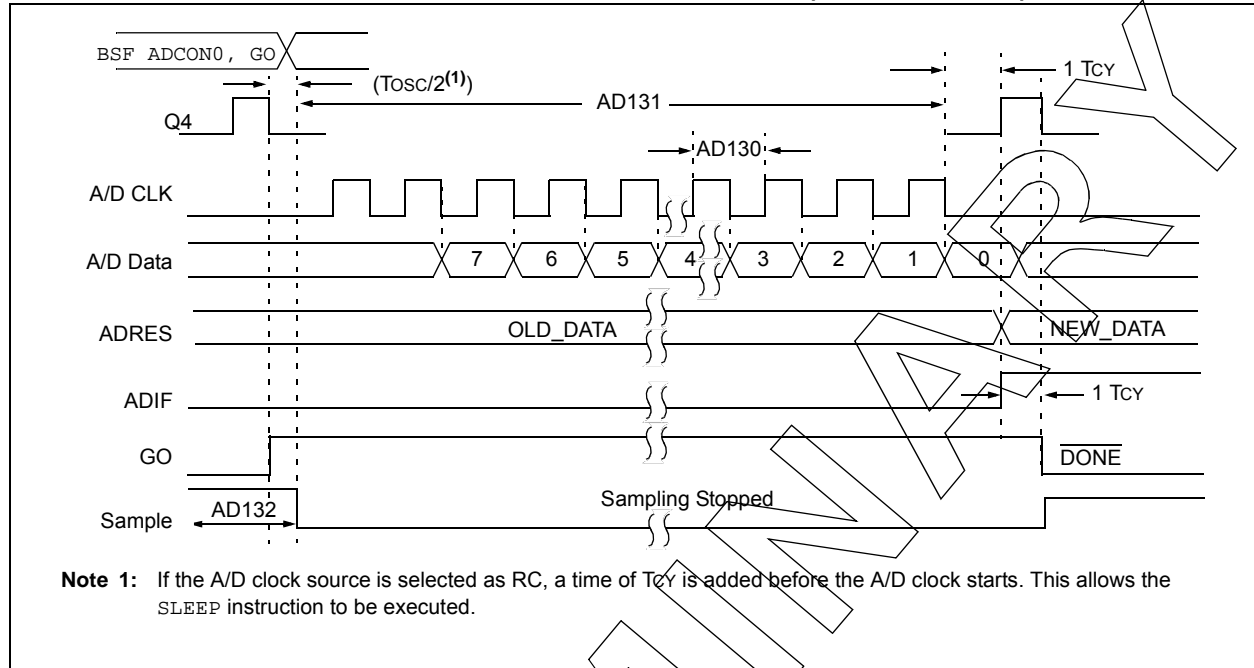 BSF ADCON0, GO
(TOSC/2(1))
1 TCY
AD131
Q4
AD130
A/D CLK
A/D Data
7 6 5 4 3 2 1 0
ADRES
OLD_DATA
NEW_DATA
ADIF
1 TCY
GO
DONE
Sample
AD132
Sampling Stopped
Note 1: If the A/D clock source is selected as RC, a time of TCY is added before the A/D clock starts. This allows the
SLEEP instruction to be executed.